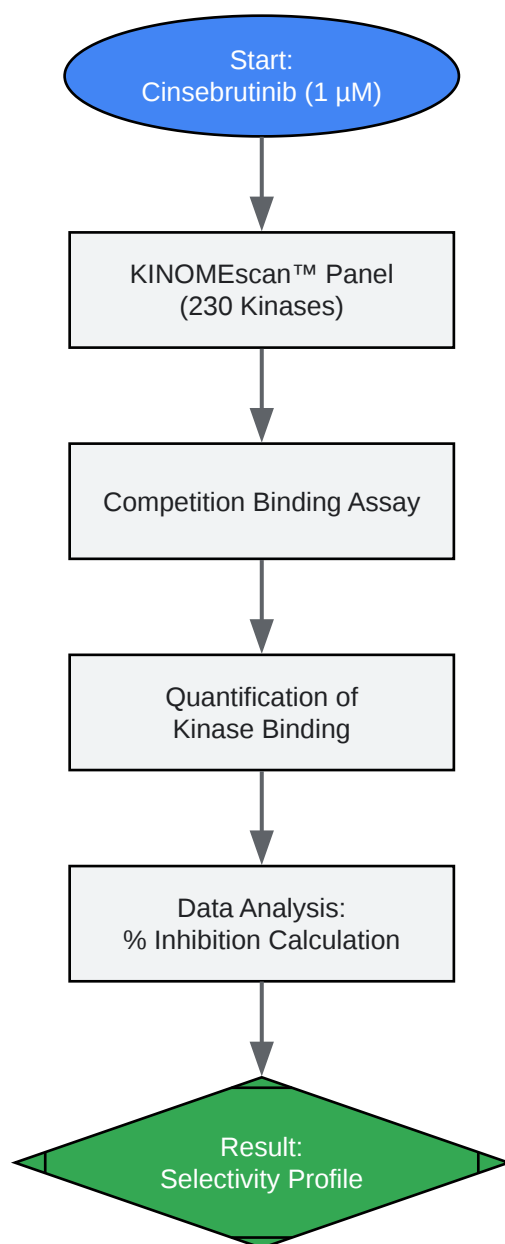 Start:
Cinsebrutinib (1 µM)
KINOMEscan™ Panel
(230 Kinases)
Competition Binding Assay
Quantification of
Kinase Binding
Data Analysis:
% Inhibition Calculation
Result:
Selectivity Profile